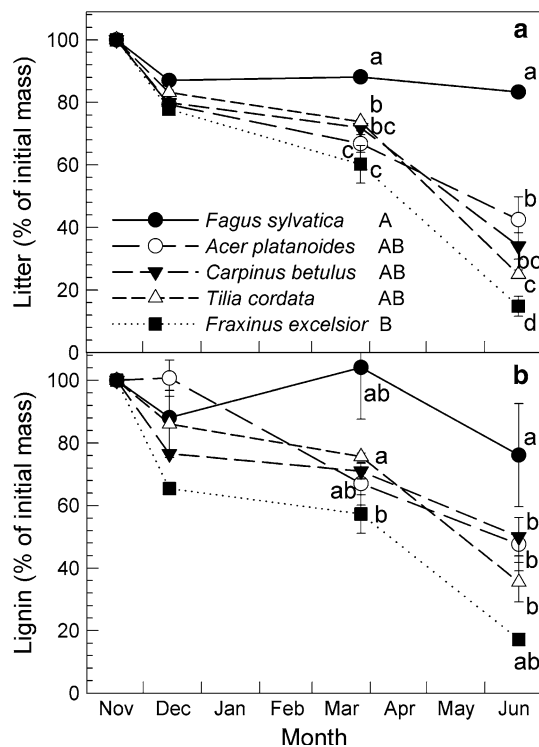 100
80
60
40
20
0
Litter (% of initial mass)
a
a
a
b
bc
c
c
b
bc
c
d
Fagus sylvatica A
Acer platanoides AB
Carpinus betulus AB
Tilia cordata AB
Fraxinus excelsior B
100
80
60
40
20
0
Lignin (% of initial mass)
b
ab
a
a
ab
b
b
b
b
ab
Nov Dec Jan Feb Mar Apr May Jun
Month